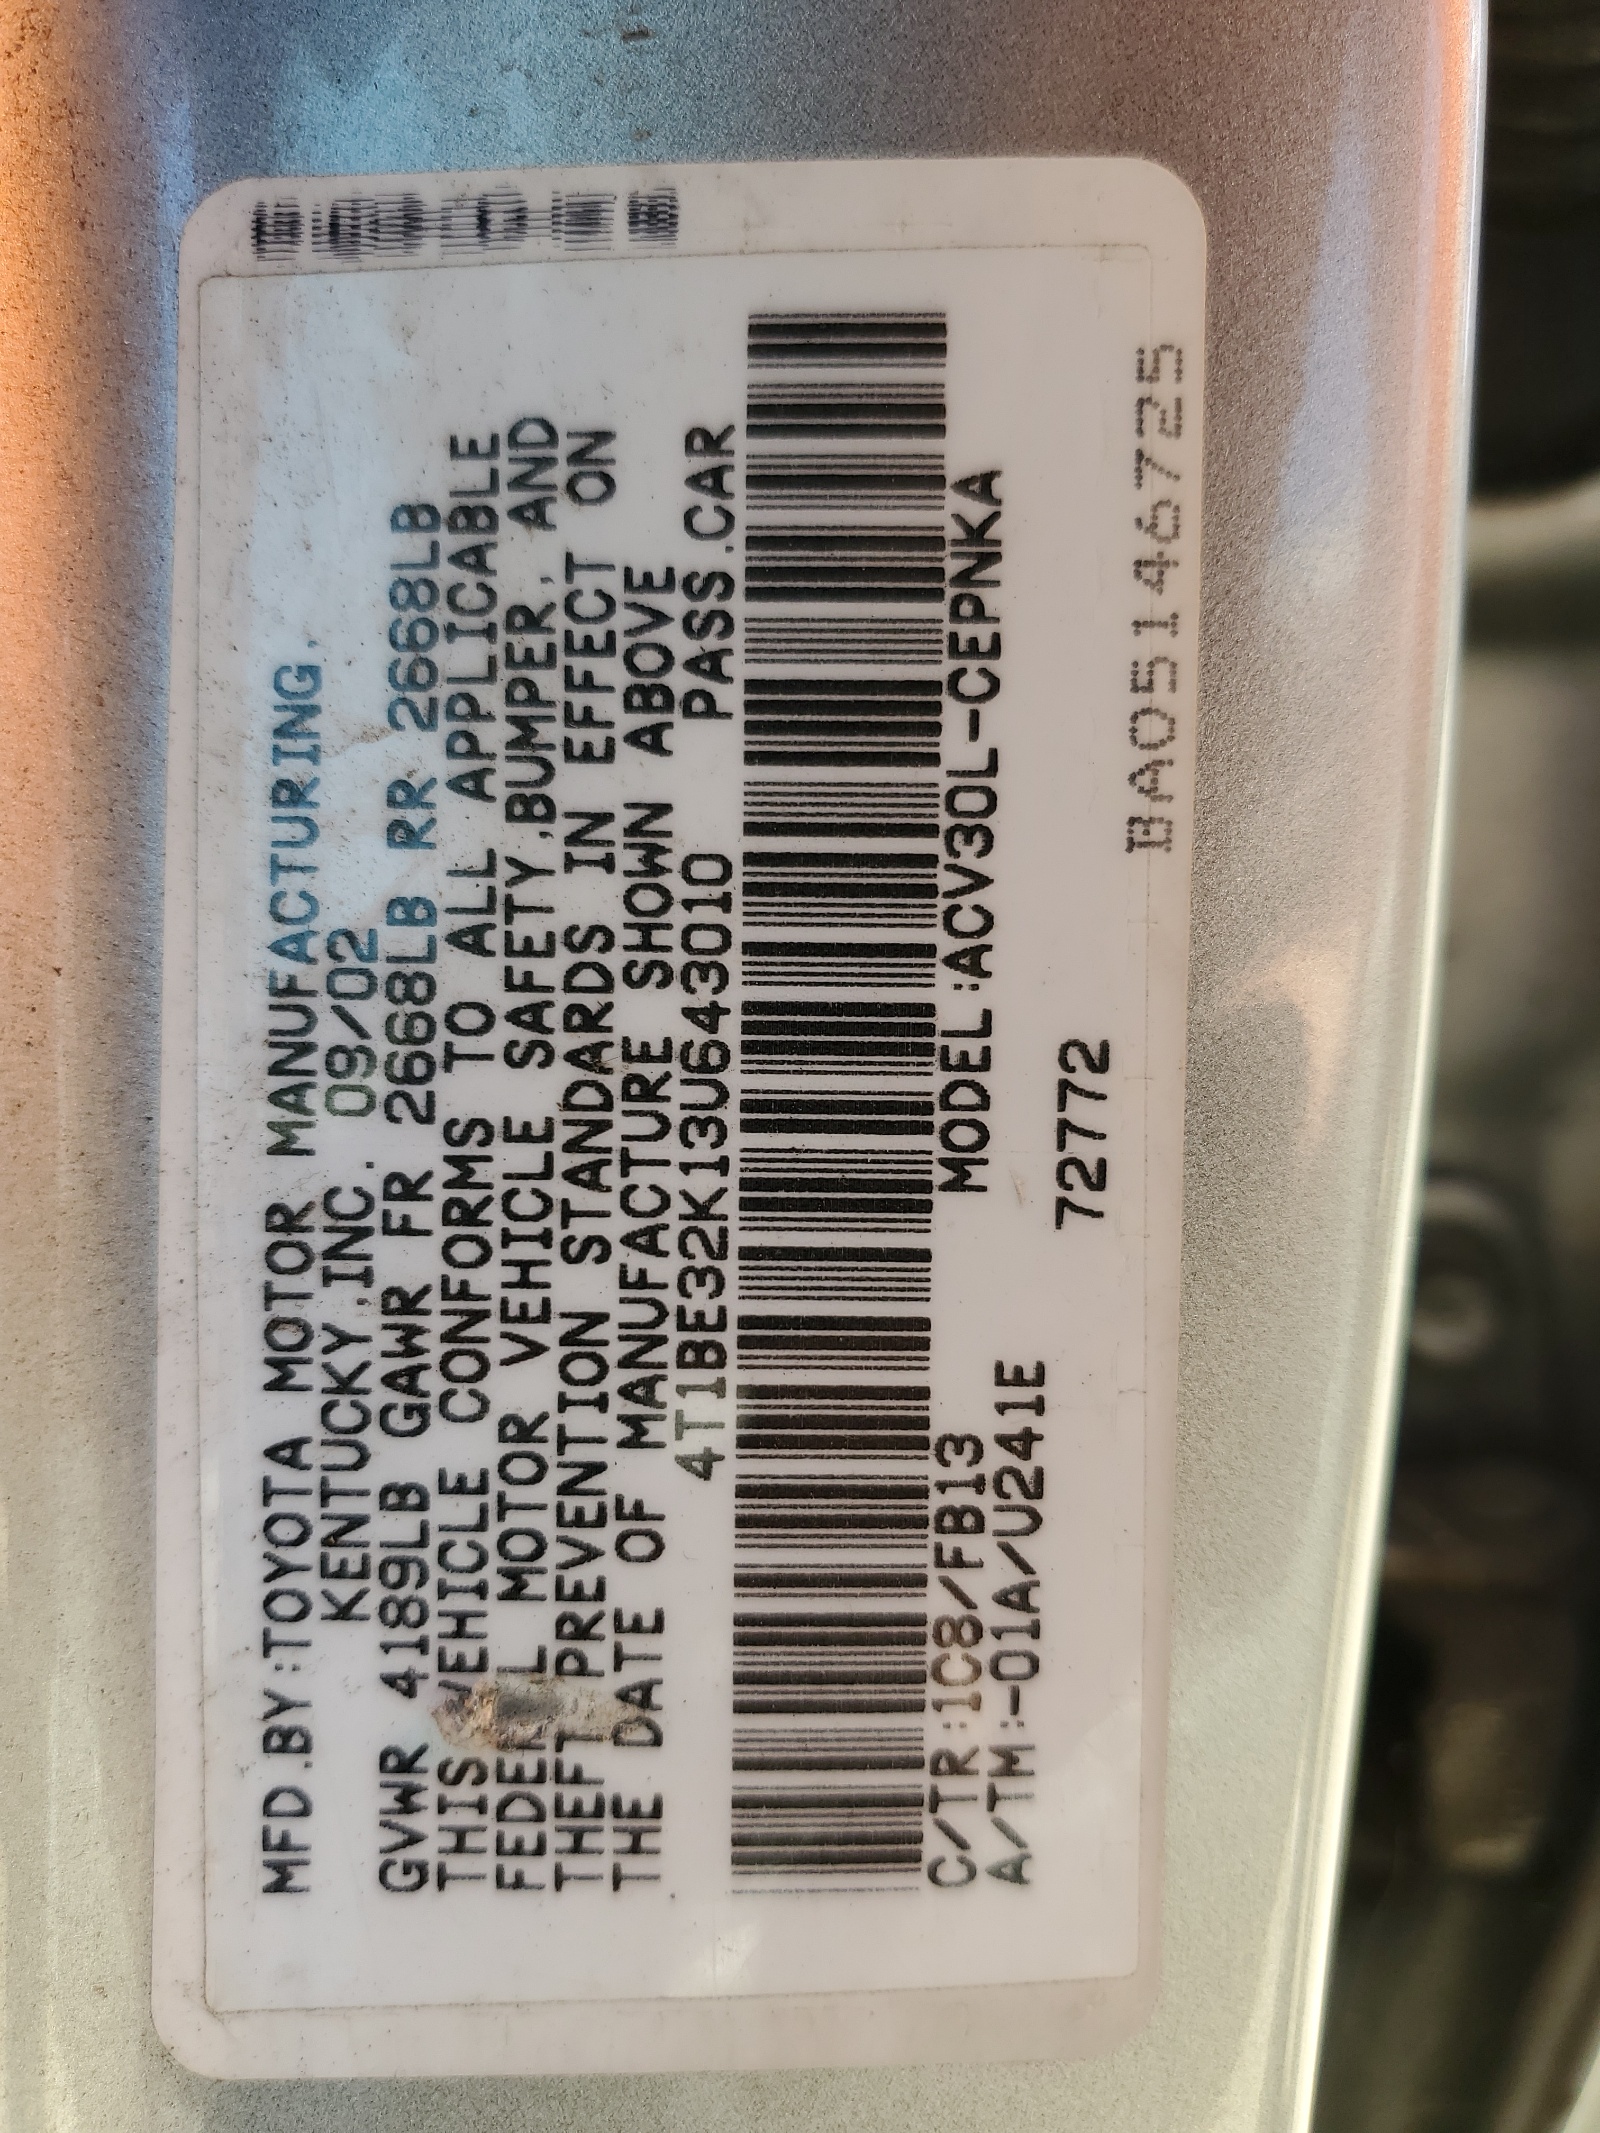 MFD.BY:TOYOTA MOTOR MANUFACTURING,
KENTUCKY,INC. 09/02
GVWR 4189LB GAWR FR 2668LB RR 2668LB
THIS VEHICLE CONFORMS TO ALL APPLICABLE
FEDERAL MOTOR VEHICLE SAFETY,BUMPER, AND
THEFT PREVENTION STANDARDS IN EFFECT ON
THE DATE OF MANUFACTURE SHOWN ABOVE
4T1BE32K13U643010 PASS.CAR
C/TR:1C8/FB13 MODEL:ACV30L-CEPNKA
A/TM:-01A/U241E 72772
BA05146725